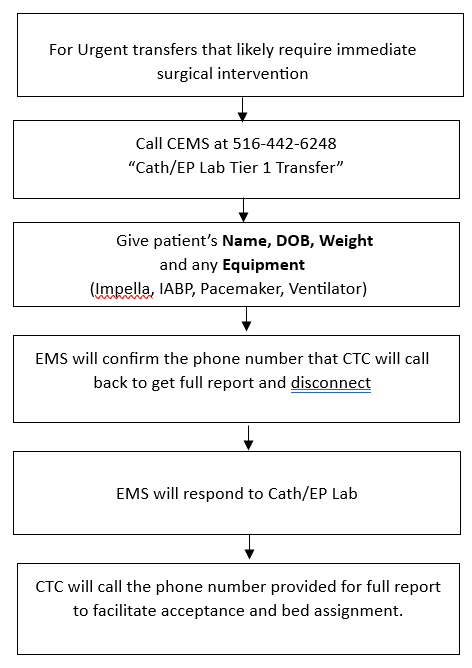 For Urgent transfers that likely require immediate
surgical intervention
Call CEMS at 516-442-6248
“Cath/EP Lab Tier 1 Transfer”
Give patient’s Name, DOB, Weight
and any Equipment
(Impella, IABP, Pacemaker, Ventilator)
EMS will confirm the phone number that CTC will call
back to get full report and disconnect
EMS will respond to Cath/EP Lab
CTC will call the phone number provided for full report
to facilitate acceptance and bed assignment.